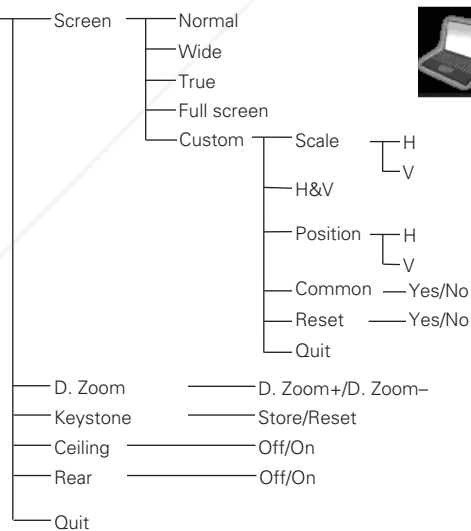 Screen Normal
Wide
True
Full screen
Custom Scale H
V
H&V
Position H
V
Common Yes/No
Reset Yes/No
Quit
D. Zoom D. Zoom+/D. Zoom–
Keystone Store/Reset
Ceiling Off/On
Rear Off/On
Quit